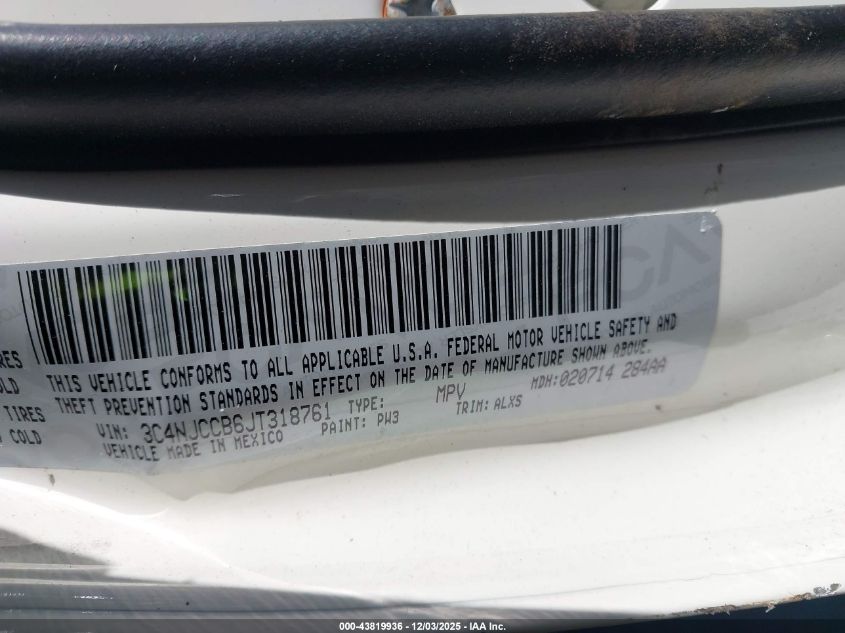 RES
OLD
TIRES
COLD
THIS VEHICLE CONFORMS TO ALL APPLICABLE U.S.A. FEDERAL MOTOR VEHICLE SAFETY AND
THEFT PREVENTION STANDARDS IN EFFECT ON THE DATE OF MANUFACTURE SHOWN ABOVE.
VIN: 3C4NJCCB6JT318761 TYPE: MPV MDH:020714 284AA
VEHICLE MADE IN MEXICO PAINT: PW3 TRIM: ALXS
000-43819936 - 12/03/2025 - IAA Inc.